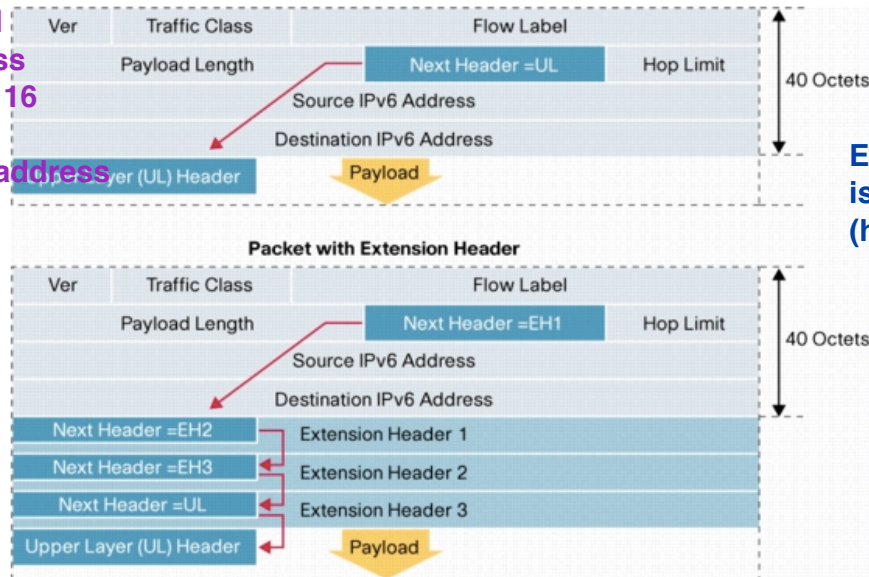 ss
16
address
Ver Traffic Class Flow Label
Payload Length Next Header =UL Hop Limit
40 Octets
Source IPv6 Address
Destination IPv6 Address
yer (UL) Header
Payload
E
is
(h
Packet with Extension Header
Ver Traffic Class Flow Label
Payload Length Next Header =EH1 Hop Limit
40 Octets
Source IPv6 Address
Destination IPv6 Address
Next Header =EH2 Extension Header 1
Next Header =EH3 Extension Header 2
Next Header =UL Extension Header 3
Upper Layer (UL) Header Payload